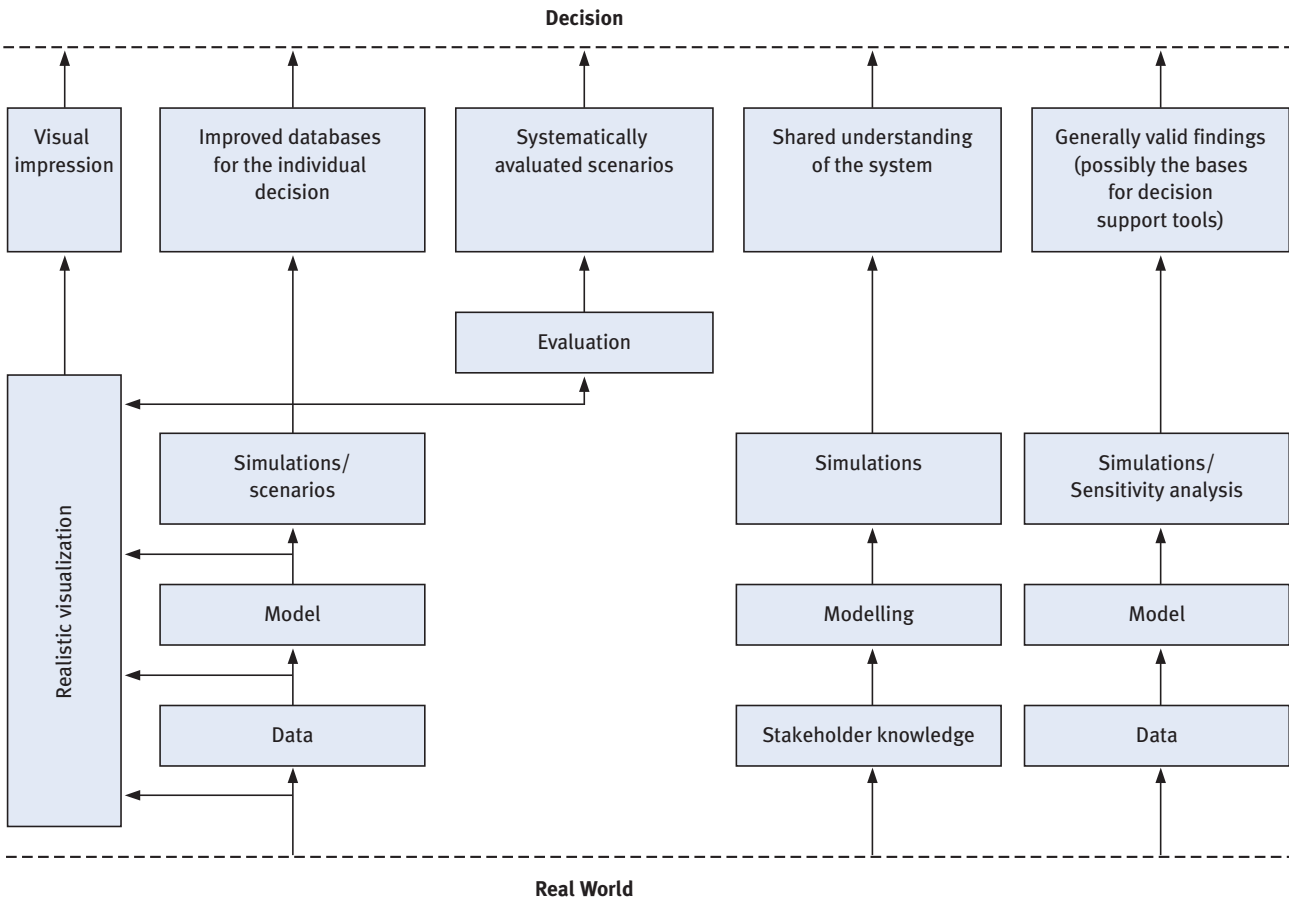 Decision
Visual
impression
Improved databases
for the individual
decision
Systematically
avaluated scenarios
Shared understanding
of the system
Generally valid findings
(possibly the bases
for decision
support tools)
Evaluation
Realistic visualization
Simulations/
scenarios
Simulations
Simulations/
Sensitivity analysis
Model
Modelling
Model
Data
Stakeholder knowledge
Data
Real World